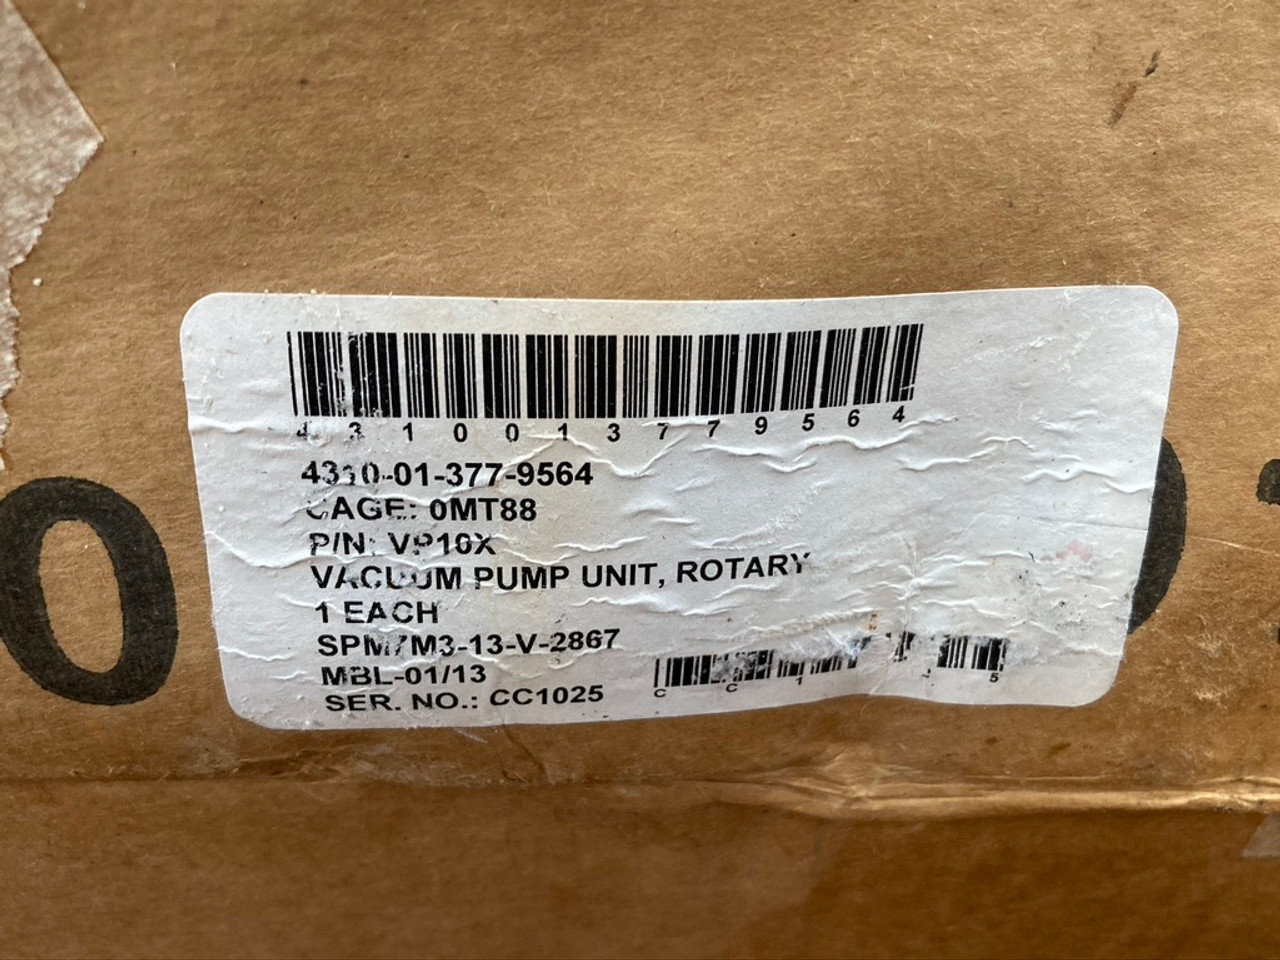 4310013779564
4310-01-377-9564
CAGE: 0MT88
P/N: VP10X
VACUUM PUMP UNIT, ROTARY
1 EACH
SPM7M3-13-V-2867
MBL-01/13
SER. NO.: CC1025
0